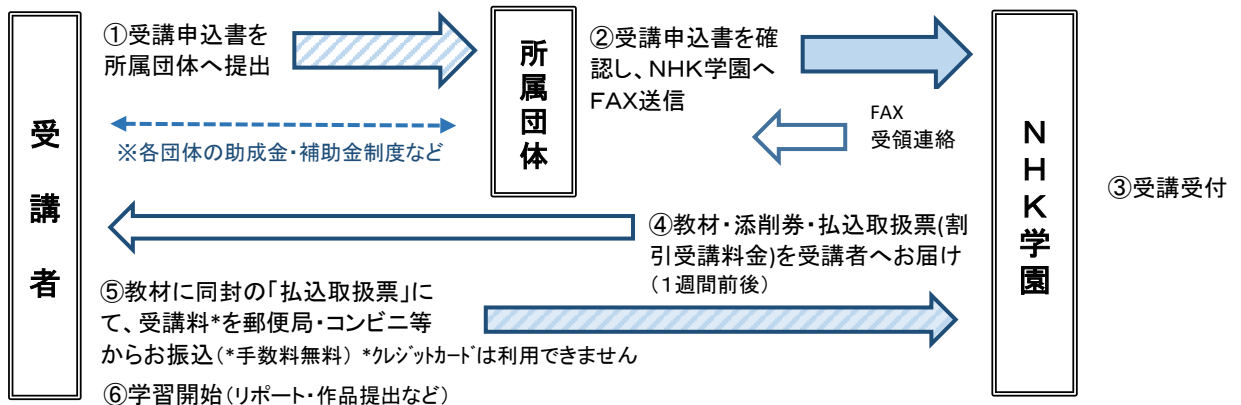 受講者
①受講申込書を
所属団体へ提出
※各団体の助成金・補助金制度など
所属団体
②受講申込書を確
認し、NHK学園へ
FAX送信
FAX
受領連絡
NHK学園
③受講受付
④教材・添削券・払込取扱票(割
引受講料金)を受講者へお届け
(1週間前後)
⑤教材に同封の「払込取扱票」に
て、受講料*を郵便局・コンビニ等
からお振込(*手数料無料) *クレジットカードは利用できません
⑥学習開始(リポート・作品提出など)